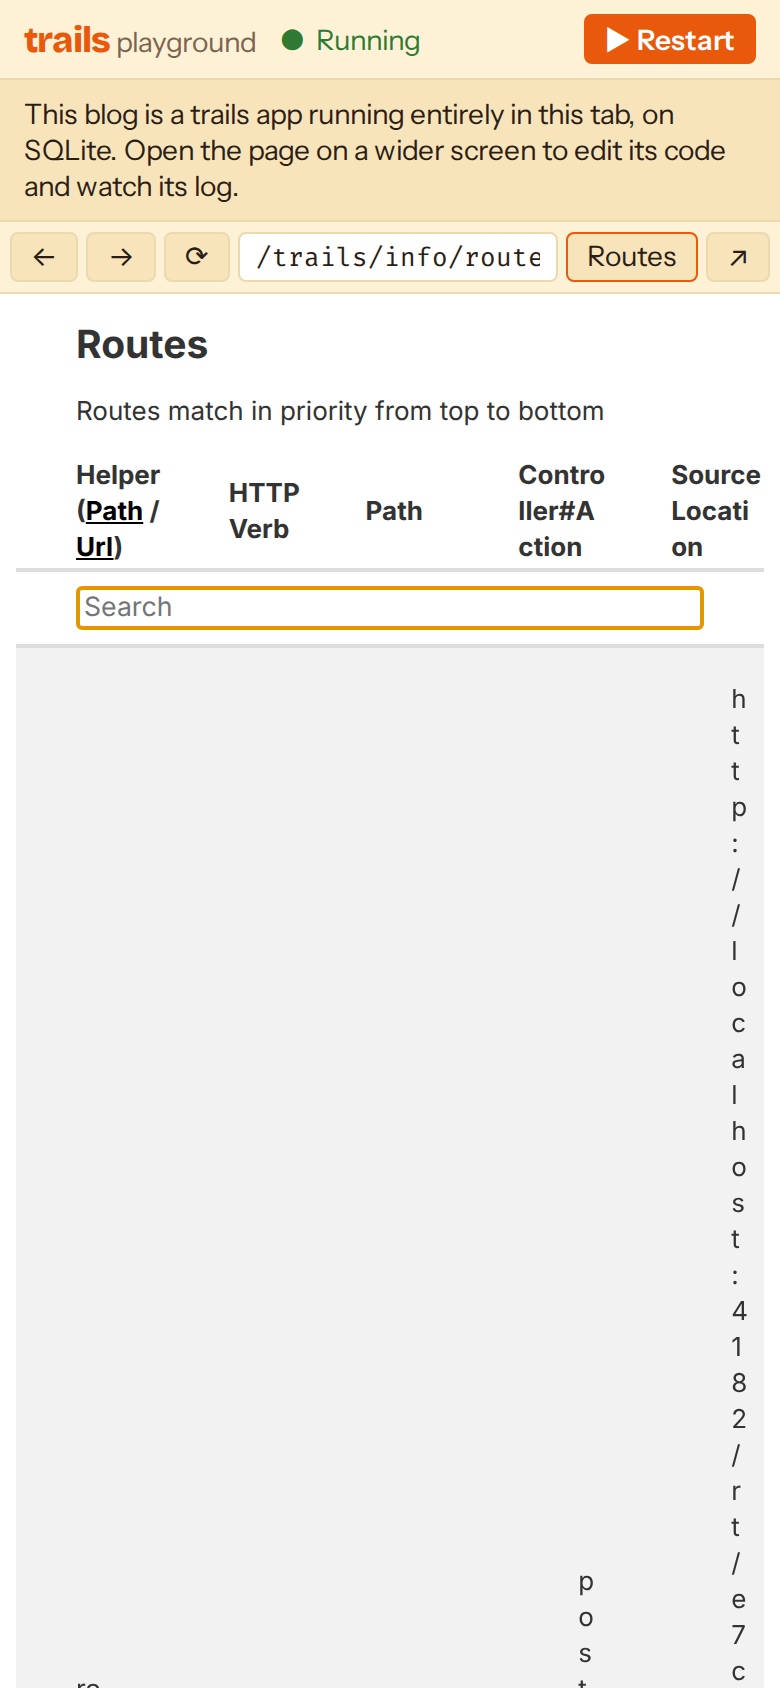 trails playground ● Running ▶ Restart
This blog is a trails app running entirely in this tab, on
SQLite. Open the page on a wider screen to edit its code
and watch its log.
← → ⟳ /trails/info/route Routes ↗
Routes
Routes match in priority from top to bottom
Helper
(Path /
Url)
HTTP
Verb
Path
Contro
ller#A
ction
Source
Locati
on
Search
h
t
t
p
:
/
/
l
o
c
a
l
h
o
s
t
:
4
1
8
2
/
r
t
/
e
7
c
p
o
s
t
ro